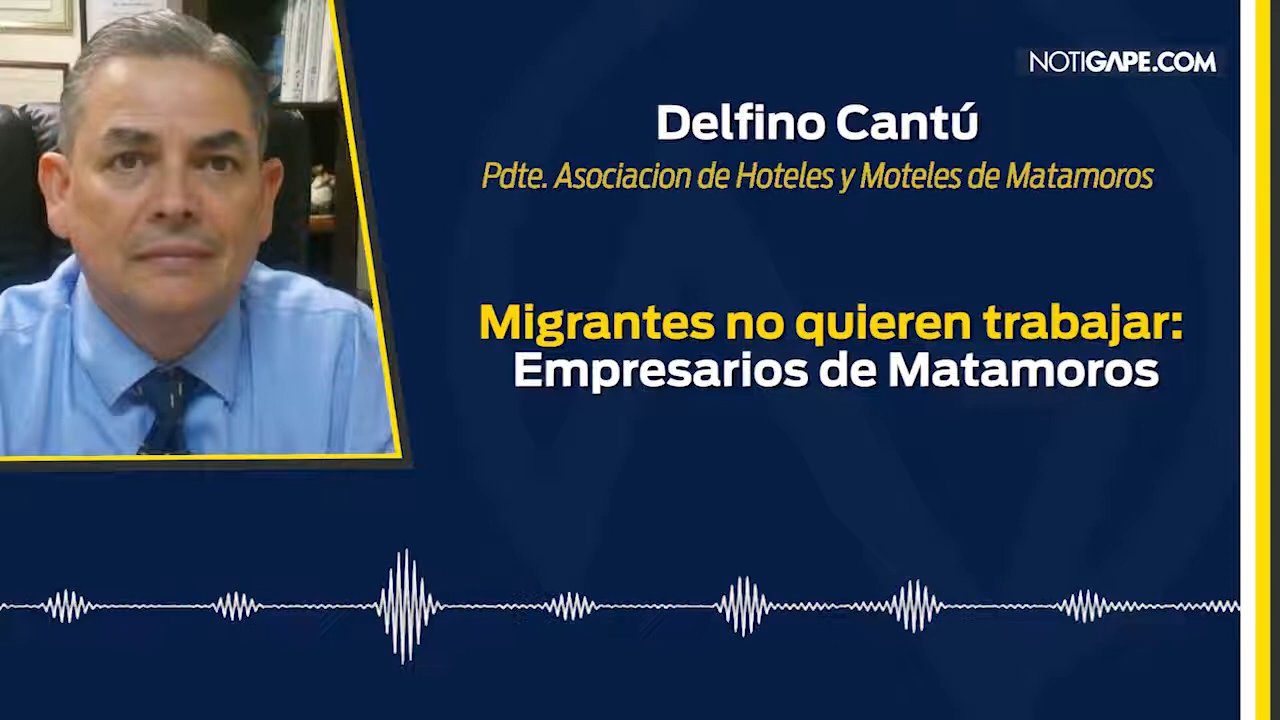 NOTIGAPE.COM
Delfino Cantú
Pdte. Asociacion de Hoteles y Moteles de Matamoros
Migrantes no quieren trabajar:
Empresarios de Matamoros